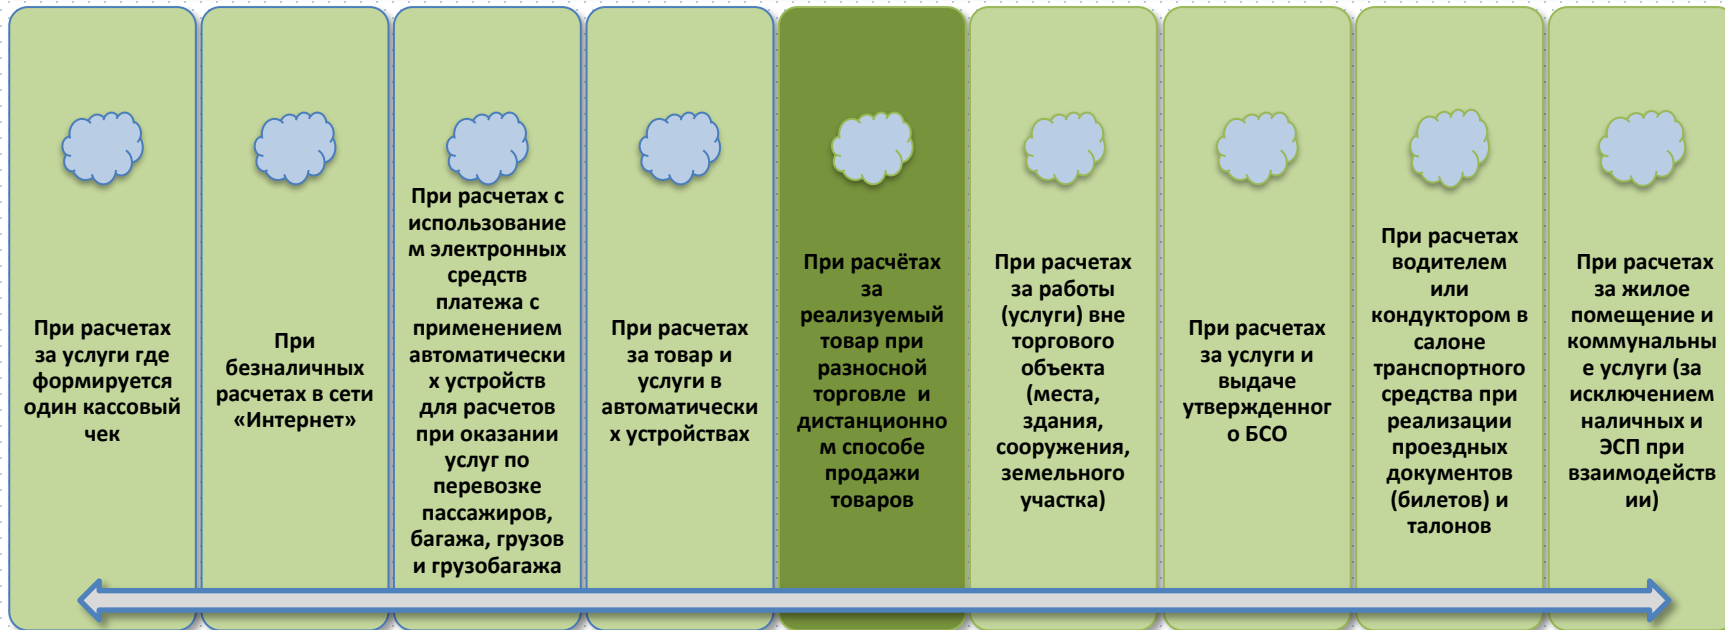 При расчетах
за услуги где
формируется
один кассовый
чек
При
безналичных
расчетах в сети
«Интернет»
При расчетах с
использование
м электронных
средств
платежа с
применением
автоматически
х устройств
для расчетов
при оказании
услуг по
перевозке
пассажиров,
багажа, грузов
и грузобагажа
При расчетах
за товар и
услуги в
автоматически
х устройствах
При расчётах
за
реализуемый
товар при
разносной
торговле и
дистанционно
м способе
продажи
товаров
При расчетах
за работы
(услуги) вне
торгового
объекта
(места,
здания,
сооружения,
земельного
участка)
При расчетах
за услуги и
выдаче
утвержденног
о БСО
При расчетах
водителем
или
кондуктором в
салоне
транспортного
средства при
реализации
проездных
документов
(билетов) и
талонов
При расчетах
за жилое
помещение и
коммунальны
е услуги (за
исключением
наличных и
ЭСП при
взаимодейств
ии)